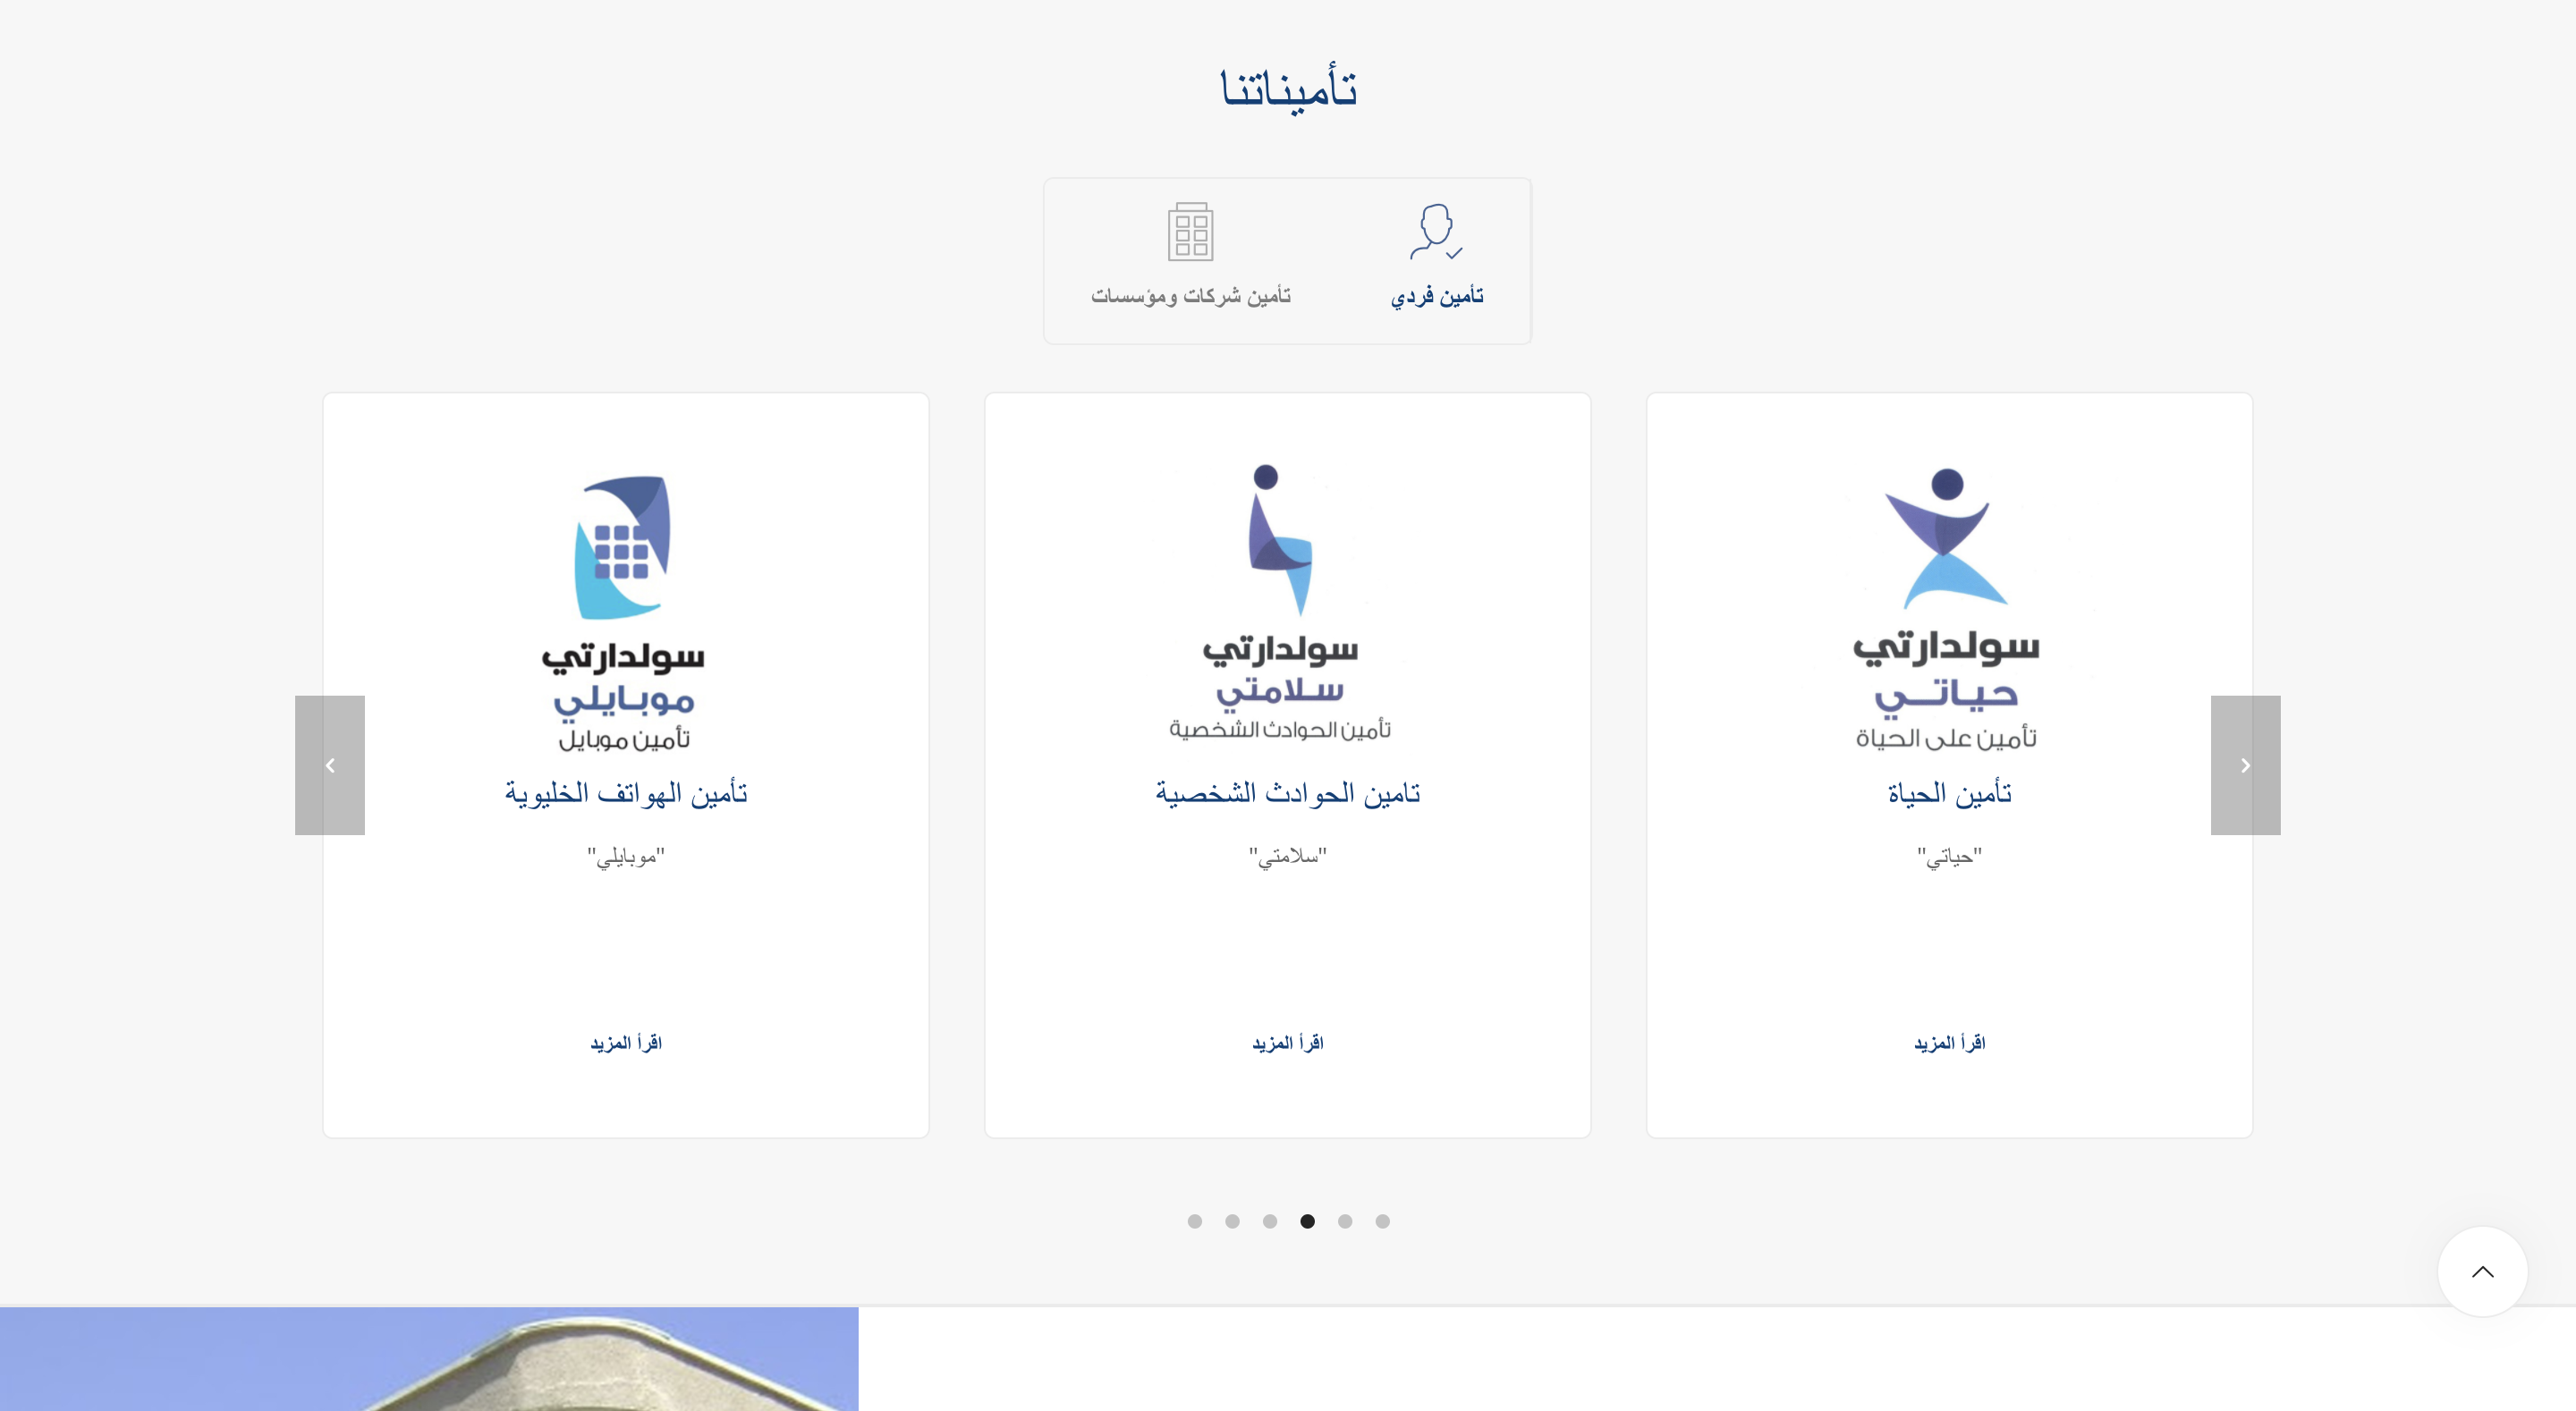 تأميناتنا
تأمين فردي
تأمين شركات ومؤسسات
سولدارتي
حياتي
تأمين على الحياة
تأمين الحياة
"حياتي"
اقرأ المزيد
سولدارتي
سلامتي
تأمين الحوادث الشخصية
تامين الحوادث الشخصية
"سلامتي"
اقرأ المزيد
سولدارتي
موبايلي
تأمين موبايل
تأمين الهواتف الخليوية
"موبايلي"
اقرأ المزيد